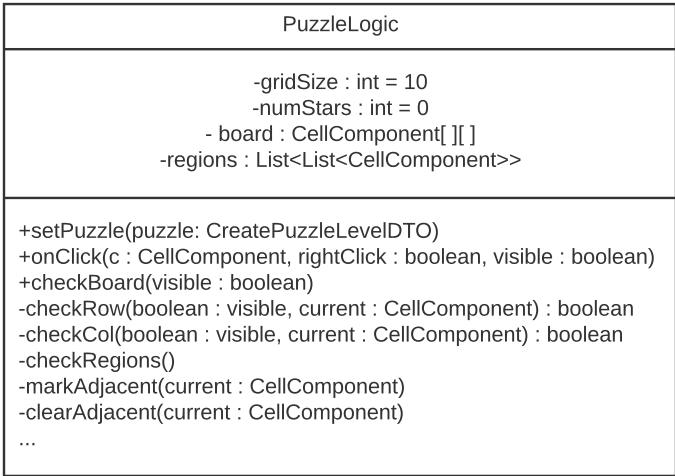 PuzzleLogic
-gridSize : int = 10
-numStars : int = 0
- board : CellComponent[ ][ ]
-regions : List<List<CellComponent>>
+setPuzzle(puzzle: CreatePuzzleLevelDTO)
+onClick(c : CellComponent, rightClick : boolean, visible : boolean)
+checkBoard(visible : boolean)
-checkRow(boolean : visible, current : CellComponent) : boolean
-checkCol(boolean : visible, current : CellComponent) : boolean
-checkRegions()
-markAdjacent(current : CellComponent)
-clearAdjacent(current : CellComponent)
...